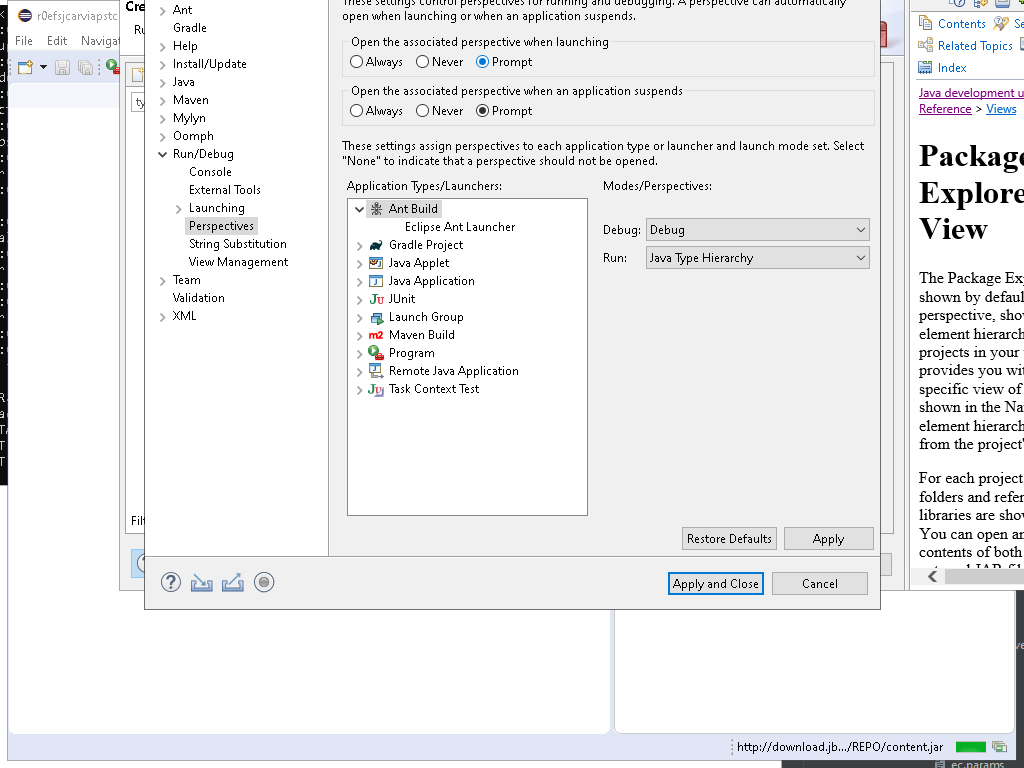 r0efsjcarviapstc
File Edit Navigat
Cre
Ru
ty
Filt
Ant
Gradle
Help
Install/Update
Java
Maven
Mylyn
Oomph
Run/Debug
Console
External Tools
Launching
Perspectives
String Substitution
View Management
Team
Validation
XML
These settings control perspectives for running and debugging. A perspective can automatically
open when launching or when an application suspends.
Open the associated perspective when launching
Always Never Prompt
Open the associated perspective when an application suspends
Always Never Prompt
These settings assign perspectives to each application type or launcher and launch mode set. Select
"None" to indicate that a perspective should not be opened.
Application Types/Launchers:
Ant Build
Eclipse Ant Launcher
Gradle Project
Java Applet
Java Application
JUnit
Launch Group
Maven Build
Program
Remote Java Application
Task Context Test
Modes/Perspectives:
Debug: Debug
Run: Java Type Hierarchy
Restore Defaults Apply
Apply and Close Cancel
Contents Se
Related Topics
Index
Java development u
Reference > Views
Package
Explore
View
The Package Exp
shown by defaul
perspective, show
element hierarch
projects in your
provides you wit
specific view of
shown in the Na
element hierarch
from the project'
For each project,
folders and refer
libraries are show
You can open an
contents of both
http://download.jb.../REPO/content.jar
ec.params